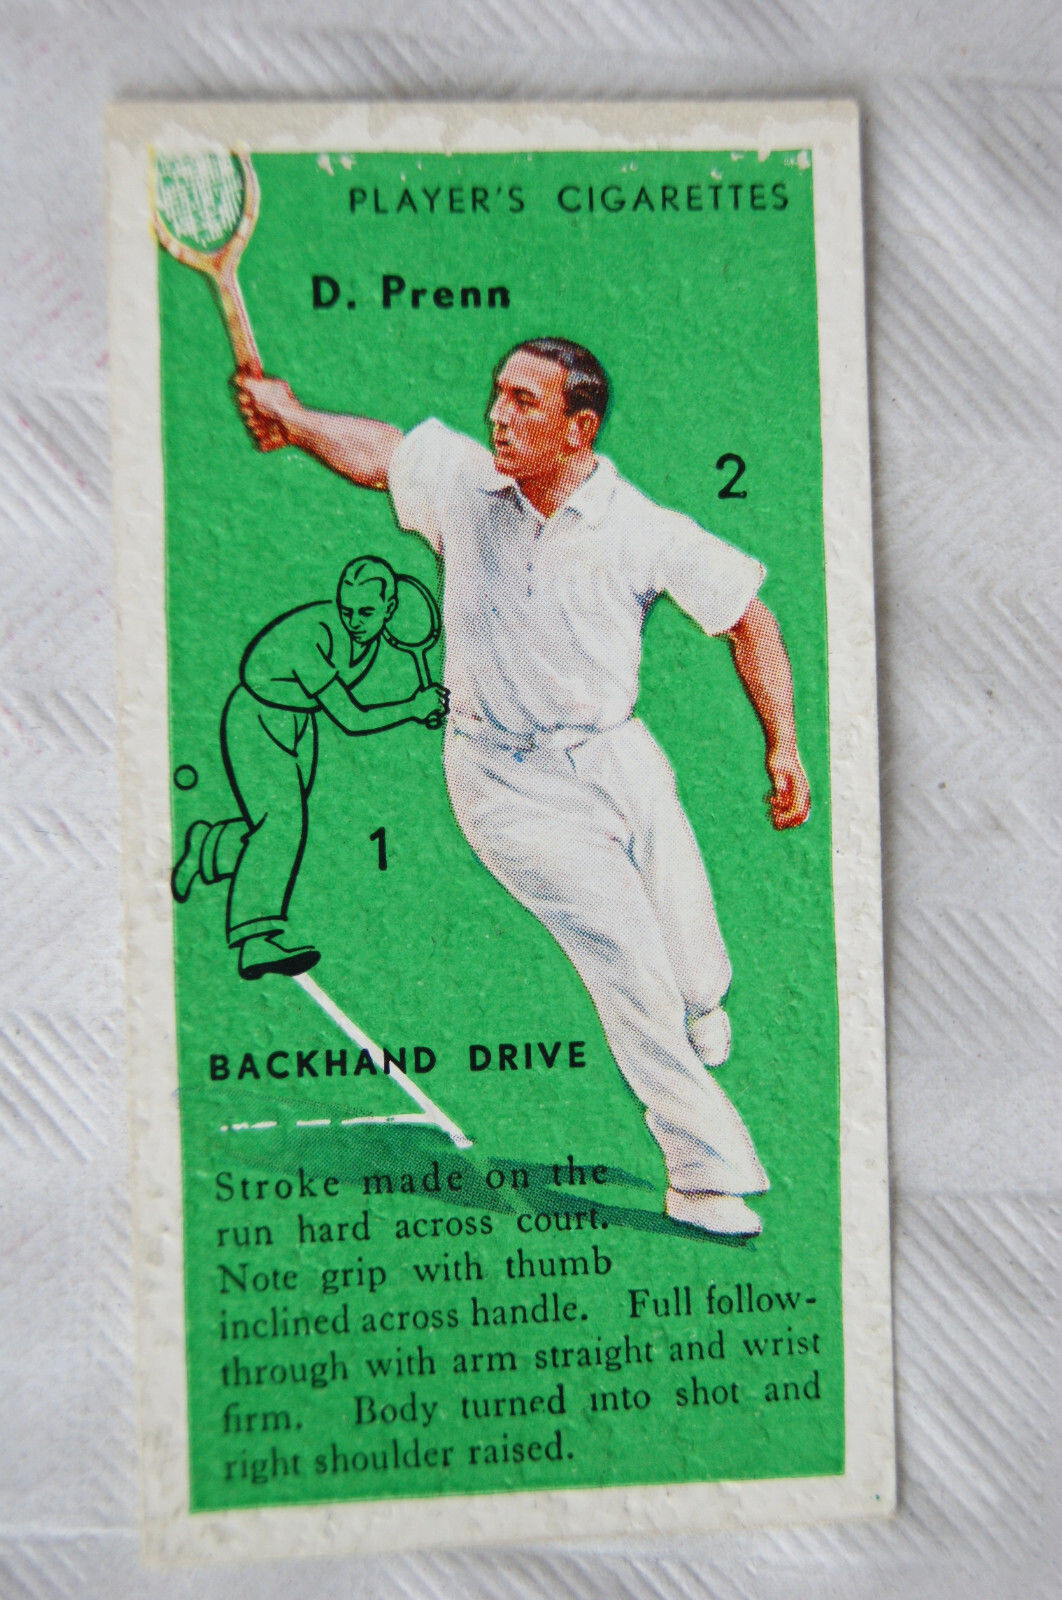 PLAYER'S CIGARETTES
D. Prenn
2
1
BACKHAND DRIVE
Stroke made on the
run hard across court.
Note grip with thumb
inclined across handle. Full follow-
through with arm straight and wrist
firm. Body turned into shot and
right shoulder raised.